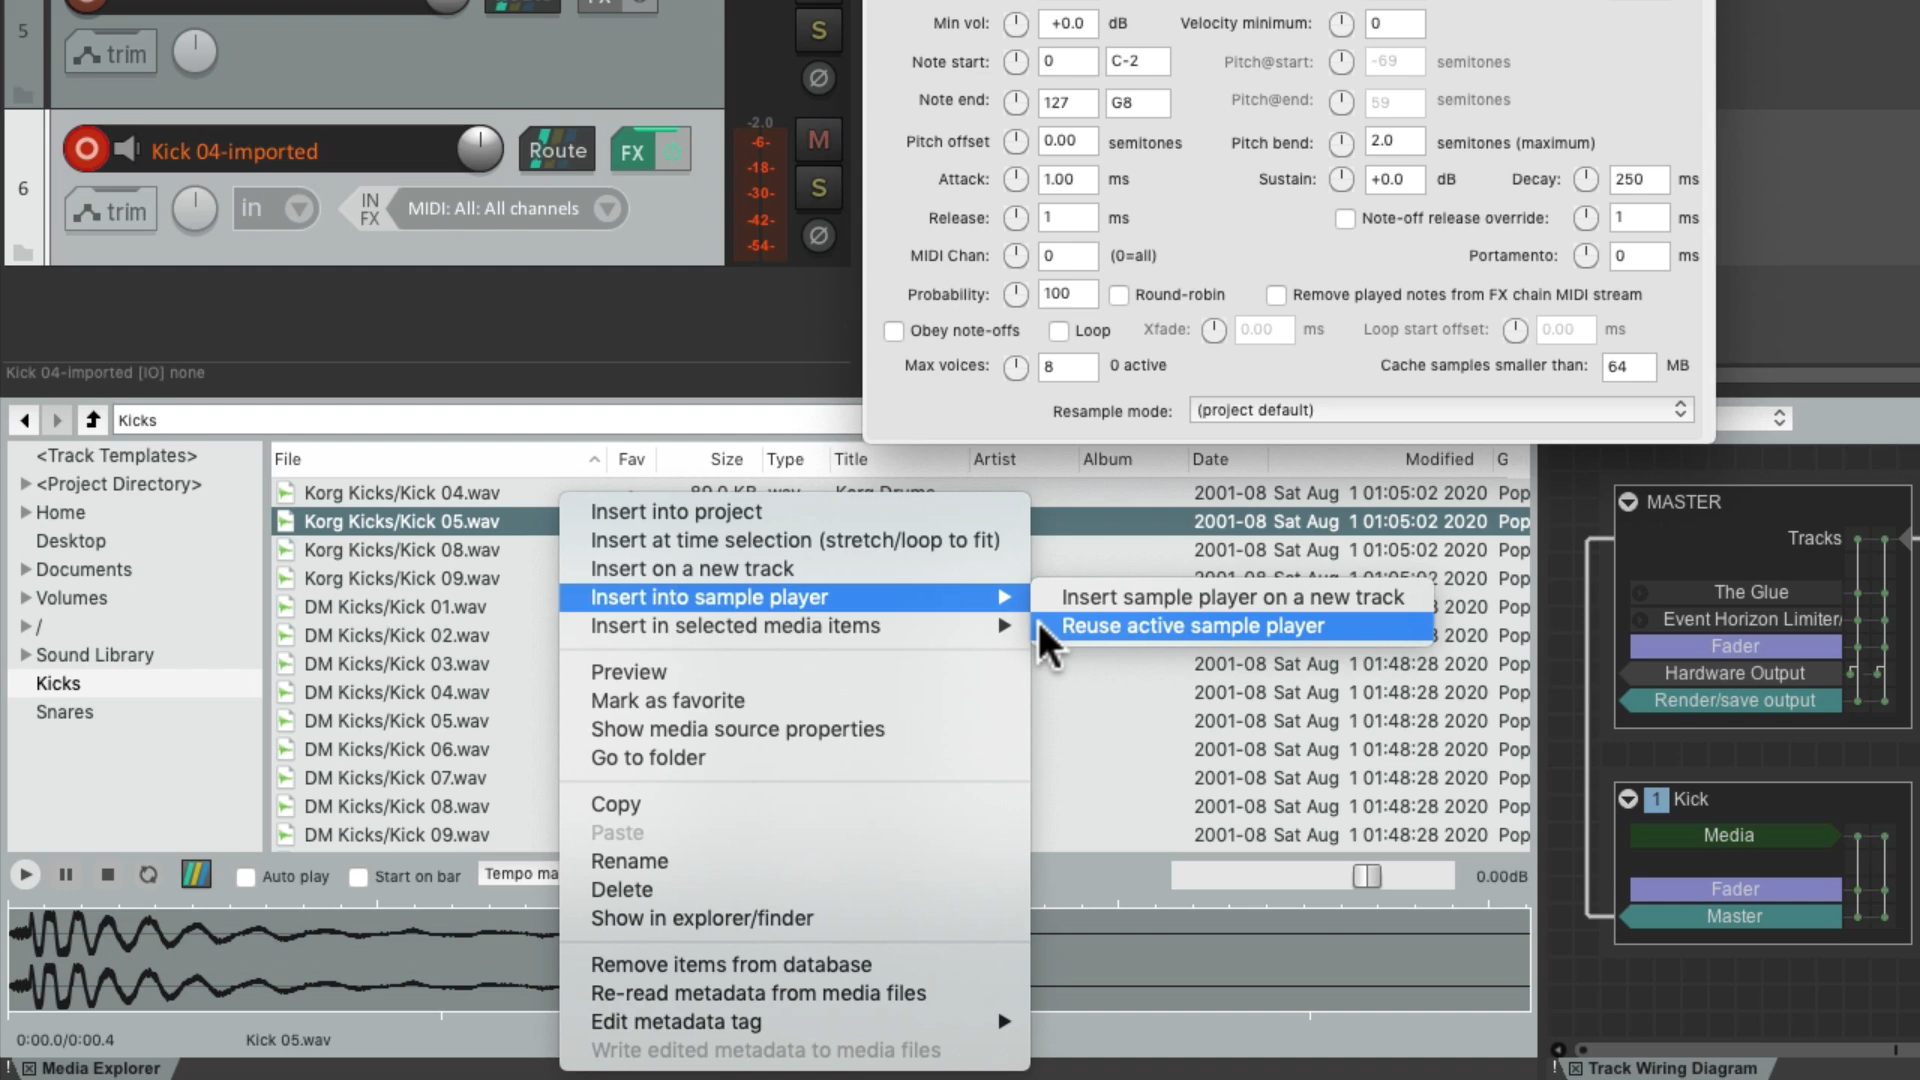 5
trim
S
Ø
6
Kick 04-imported
Route
FX
trim
in
IN FX
MIDI: All: All channels
-2.0
-6-
-18-
-30-
-42-
-54-
M
S
Ø
Kick 04-imported [IO] none
Min vol: +0.0 dB Velocity minimum: 0
Note start: 0 C-2 Pitch@start: -69 semitones
Note end: 127 G8 Pitch@end: 59 semitones
Pitch offset 0.00 semitones Pitch bend: 2.0 semitones (maximum)
Attack: 1.00 ms Sustain: +0.0 dB Decay: 250 ms
Release: 1 ms Note-off release override: 1 ms
MIDI Chan: 0 (0=all) Portamento: 0 ms
Probability: 100 Round-robin Remove played notes from FX chain MIDI stream
Obey note-offs Loop Xfade: 0.00 ms Loop start offset: 0.00 ms
Max voices: 8 0 active Cache samples smaller than: 64 MB
Resample mode: (project default)
Kicks
<Track Templates>
<Project Directory>
Home
Desktop
Documents
Volumes
/
Sound Library
Kicks
Snares
File Fav Size Type Title Artist Album Date Modified G
Korg Kicks/Kick 04.wav 2001-08 Sat Aug 1 01:05:02 2020 Pop
Korg Kicks/Kick 05.wav 2001-08 Sat Aug 1 01:05:02 2020 Pop
Korg Kicks/Kick 08.wav 2001-08 Sat Aug 1 01:05:02 2020 Pop
Korg Kicks/Kick 09.wav 2001-08 Sat Aug 1 01:05:02 2020 Pop
DM Kicks/Kick 01.wav 3 2020 Pop
DM Kicks/Kick 02.wav 3 2020 Pop
DM Kicks/Kick 03.wav 2001-08 Sat Aug 1 01:48:28 2020 Pop
DM Kicks/Kick 04.wav 2001-08 Sat Aug 1 01:48:28 2020 Pop
DM Kicks/Kick 05.wav 2001-08 Sat Aug 1 01:48:28 2020 Pop
DM Kicks/Kick 06.wav 2001-08 Sat Aug 1 01:48:28 2020 Pop
DM Kicks/Kick 07.wav 2001-08 Sat Aug 1 01:48:28 2020 Pop
DM Kicks/Kick 08.wav 2001-08 Sat Aug 1 01:48:28 2020 Pop
DM Kicks/Kick 09.wav 2001-08 Sat Aug 1 01:48:28 2020 Pop
Insert into project
Insert at time selection (stretch/loop to fit)
Insert on a new track
Insert into sample player
Insert in selected media items
Preview
Mark as favorite
Show media source properties
Go to folder
Copy
Paste
Rename
Delete
Show in explorer/finder
Remove items from database
Re-read metadata from media files
Edit metadata tag
Write edited metadata to media files
Insert sample player on a new track
Reuse active sample player
Auto play Start on bar Tempo ma
0.00dB
0:00.0/0:00.4 Kick 05.wav
! Media Explorer
MASTER
Tracks
The Glue
Event Horizon Limiter/
Fader
Hardware Output
Render/save output
1 Kick
Media
Fader
Master
! Track Wiring Diagram